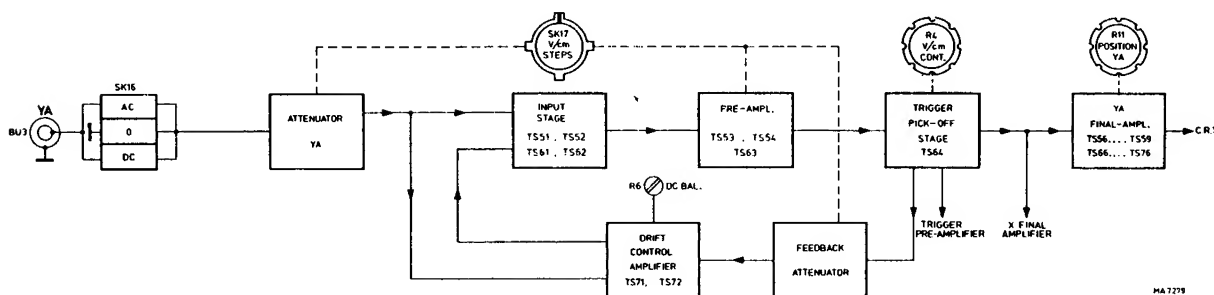 SK17
V/cm
STEPS
R4
V/cm
CONT.
R11
POSITION
YA
SK16
YA
BU3
AC
0
DC
ATTENUATOR
YA
INPUT
STAGE
TS51 , TS52
TS61 , TS62
PRE-AMPL.
TS53 , TS54
TS63
TRIGGER
PICK-OFF
STAGE
TS64
YA
FINAL-AMPL.
TS56.... TS59
TS66.... TS76
C.R.T
R6 DC BAL.
DRIFT
CONTROL
AMPLIFIER
TS71, TS72
FEEDBACK
ATTENUATOR
TRIGGER
PRE-AMPLIFIER
X FINAL
AMPLIFIER
MA 7279